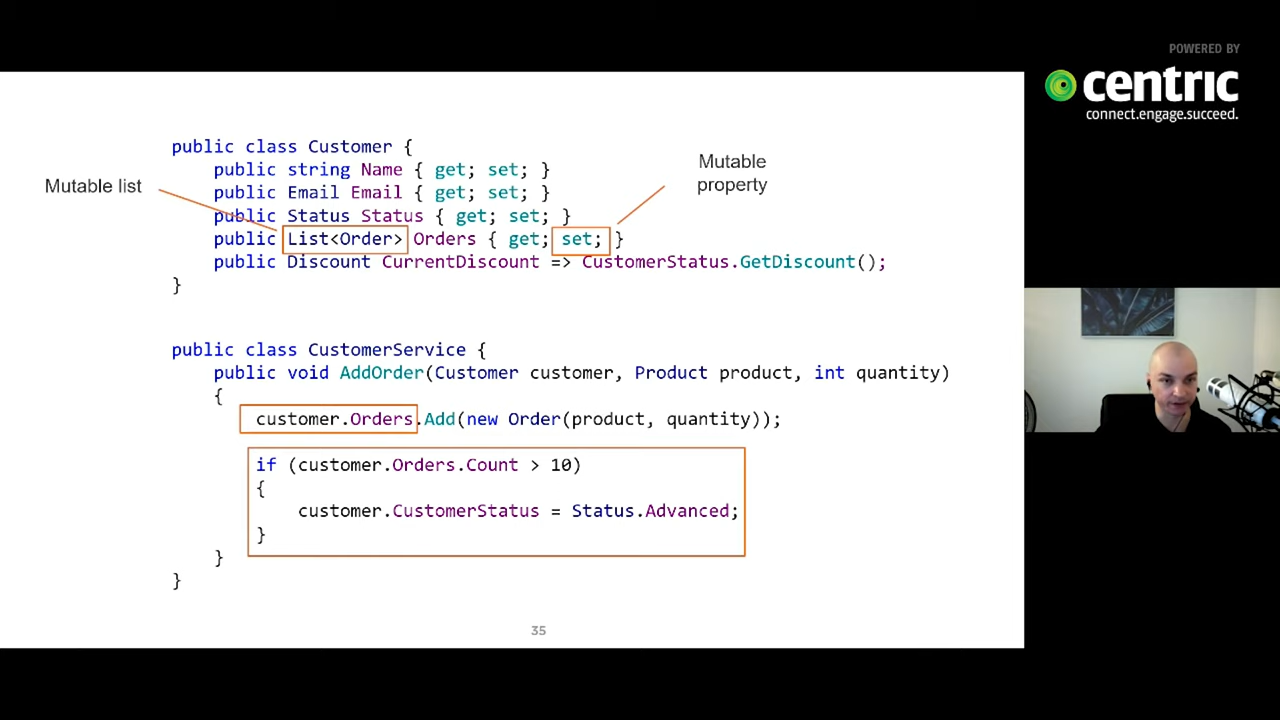 POWERED BY
centric
connect.engage.succeed.
public class Customer {
public string Name { get; set; }
Mutable list
Mutable property
public Email Email { get; set; }
public Status Status { get; set; }
public List<Order> Orders { get; set; }
public Discount CurrentDiscount => CustomerStatus.GetDiscount();
}
public class CustomerService {
public void AddOrder(Customer customer, Product product, int quantity)
{
customer.Orders.Add(new Order(product, quantity));
if (customer.Orders.Count > 10)
{
customer.CustomerStatus = Status.Advanced;
}
}
}
35